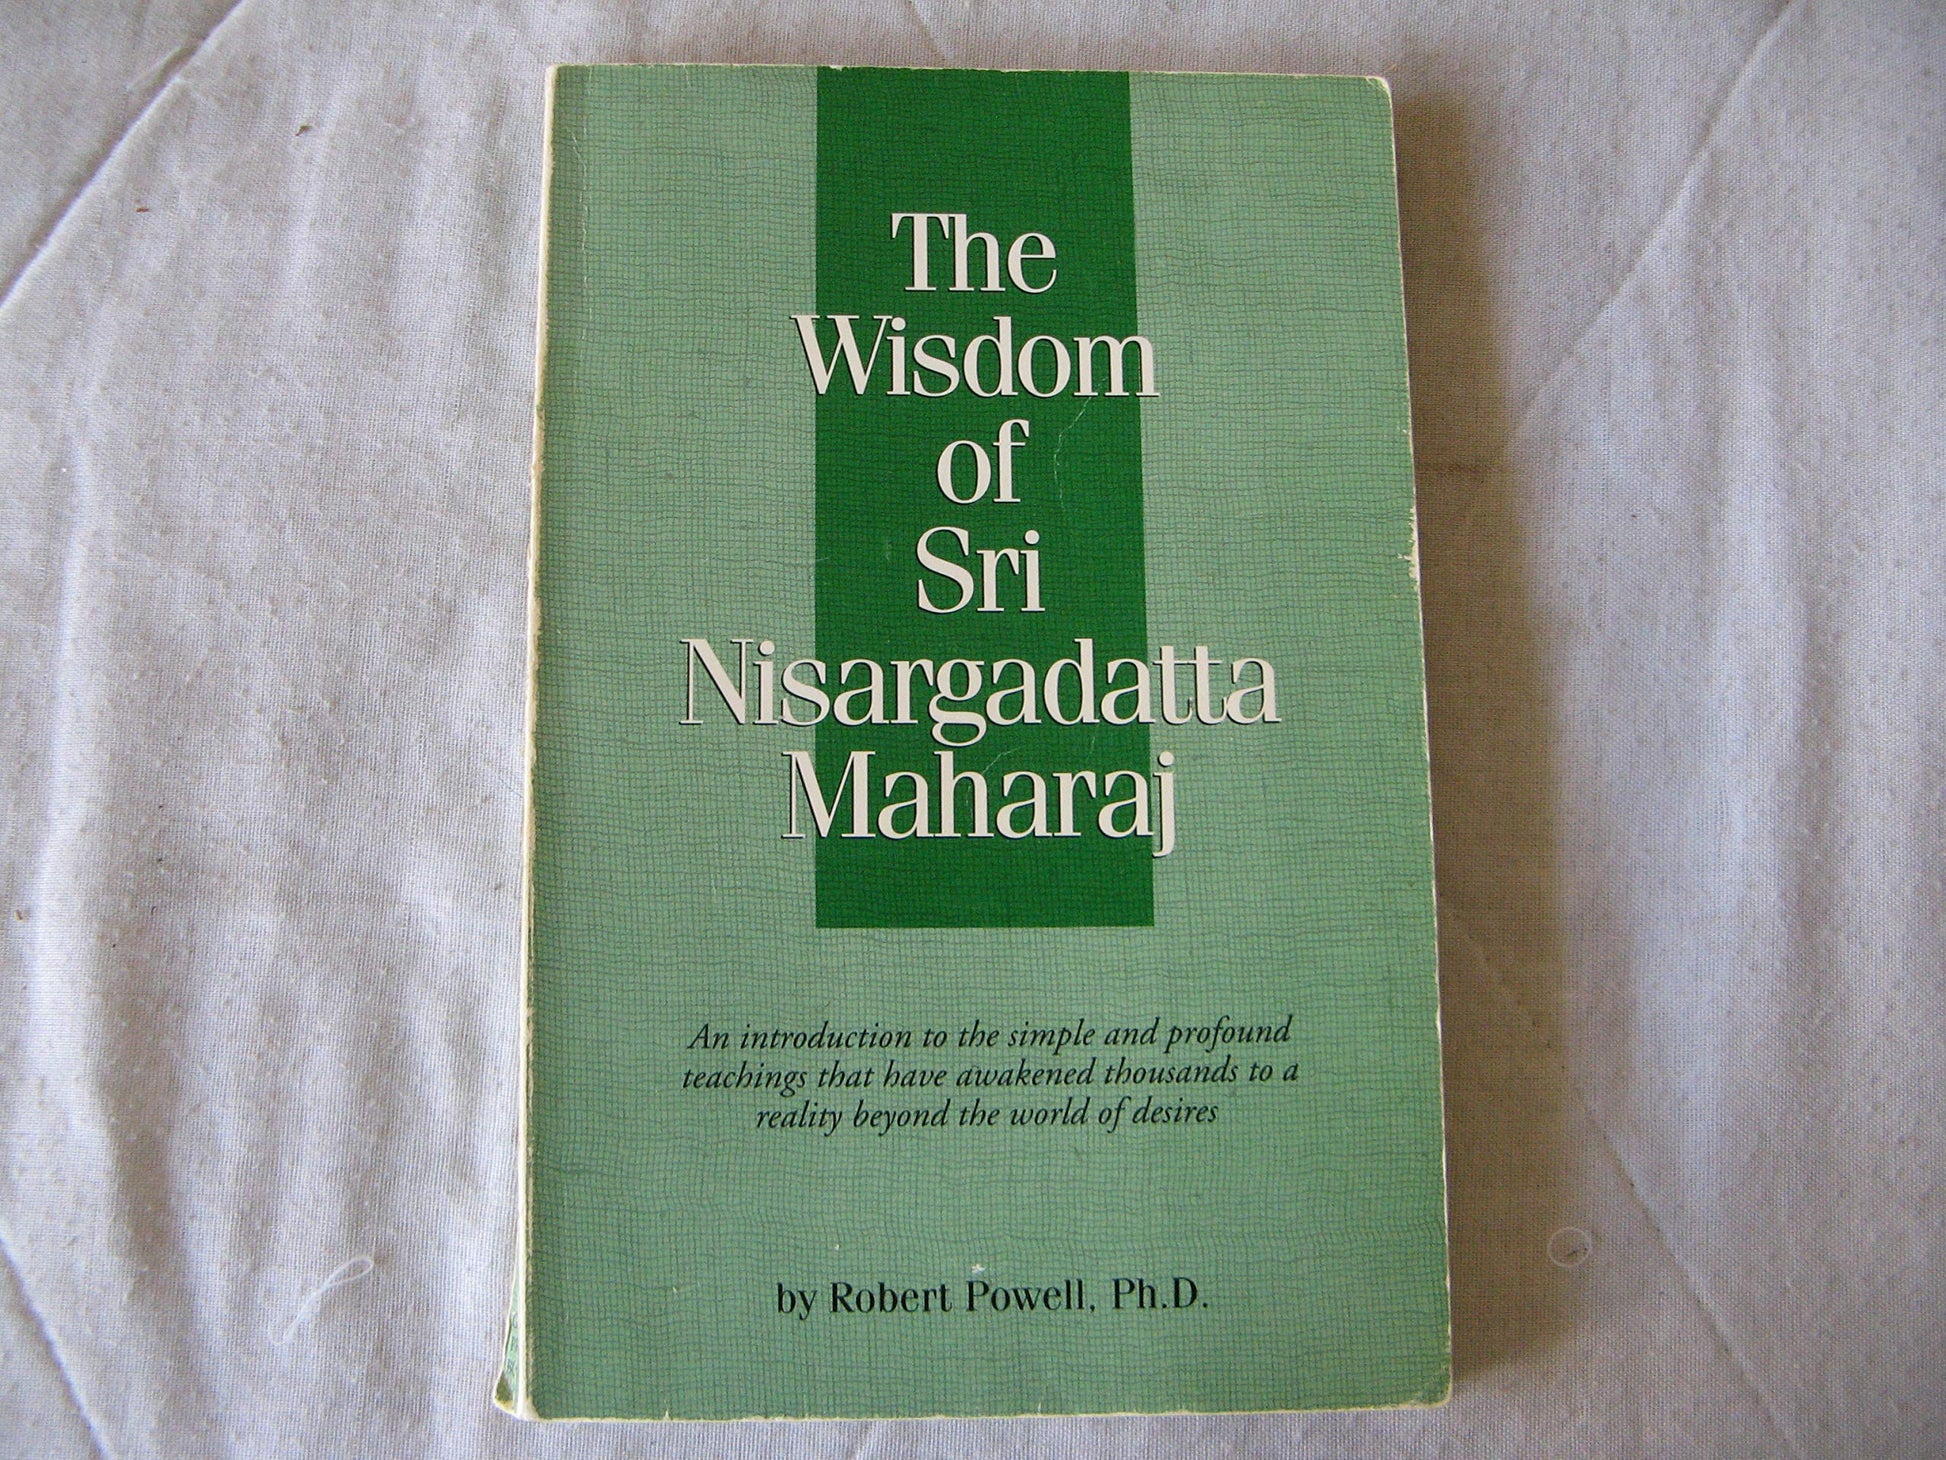 The
Wisdom
of
Sri
Nisargadatta
Maharaj
An introduction to the simple and profound
teachings that have awakened thousands to a
reality beyond the world of desires
by Robert Powell, Ph.D.